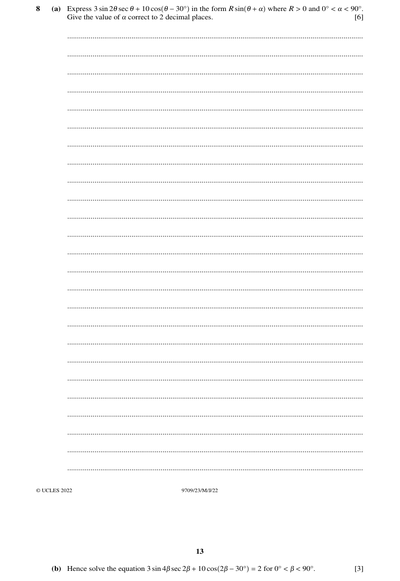 8 (a) Express 3 sin 2θ sec θ + 10 cos(θ − 30°) in the form R sin(θ + α) where R > 0 and 0° < α < 90°.
Give the value of α correct to 2 decimal places. [6]
© UCLES 2022 9709/23/M/J/22
13
(b) Hence solve the equation 3 sin 4β sec 2β + 10 cos(2β − 30°) = 2 for 0° < β < 90°. [3]